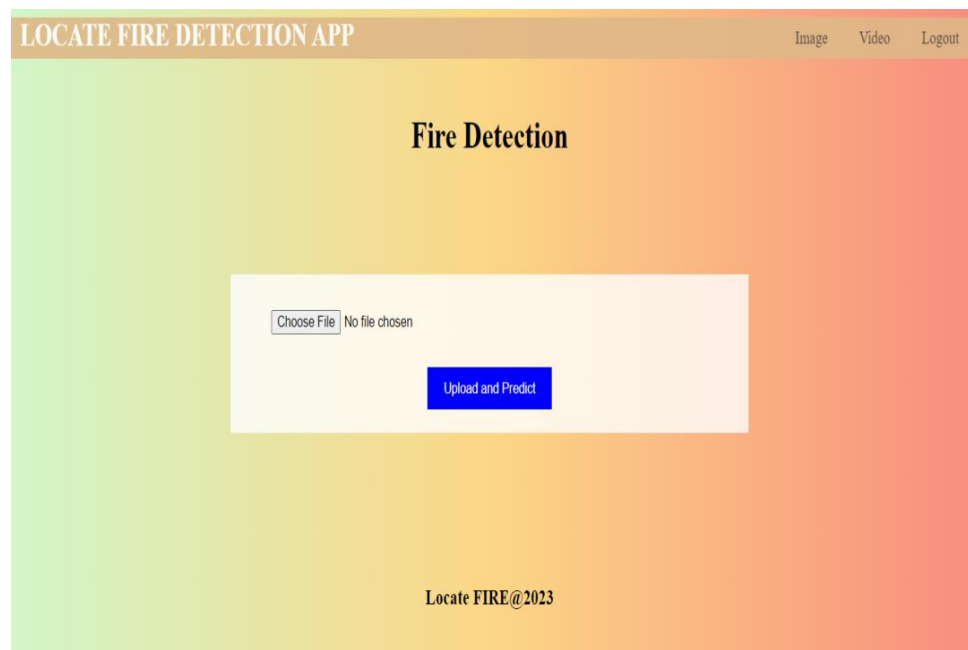 LOCATE FIRE DETECTION APP
Image Video Logout
Fire Detection
Choose File No file chosen
Upload and Predict
Locate FIRE@2023